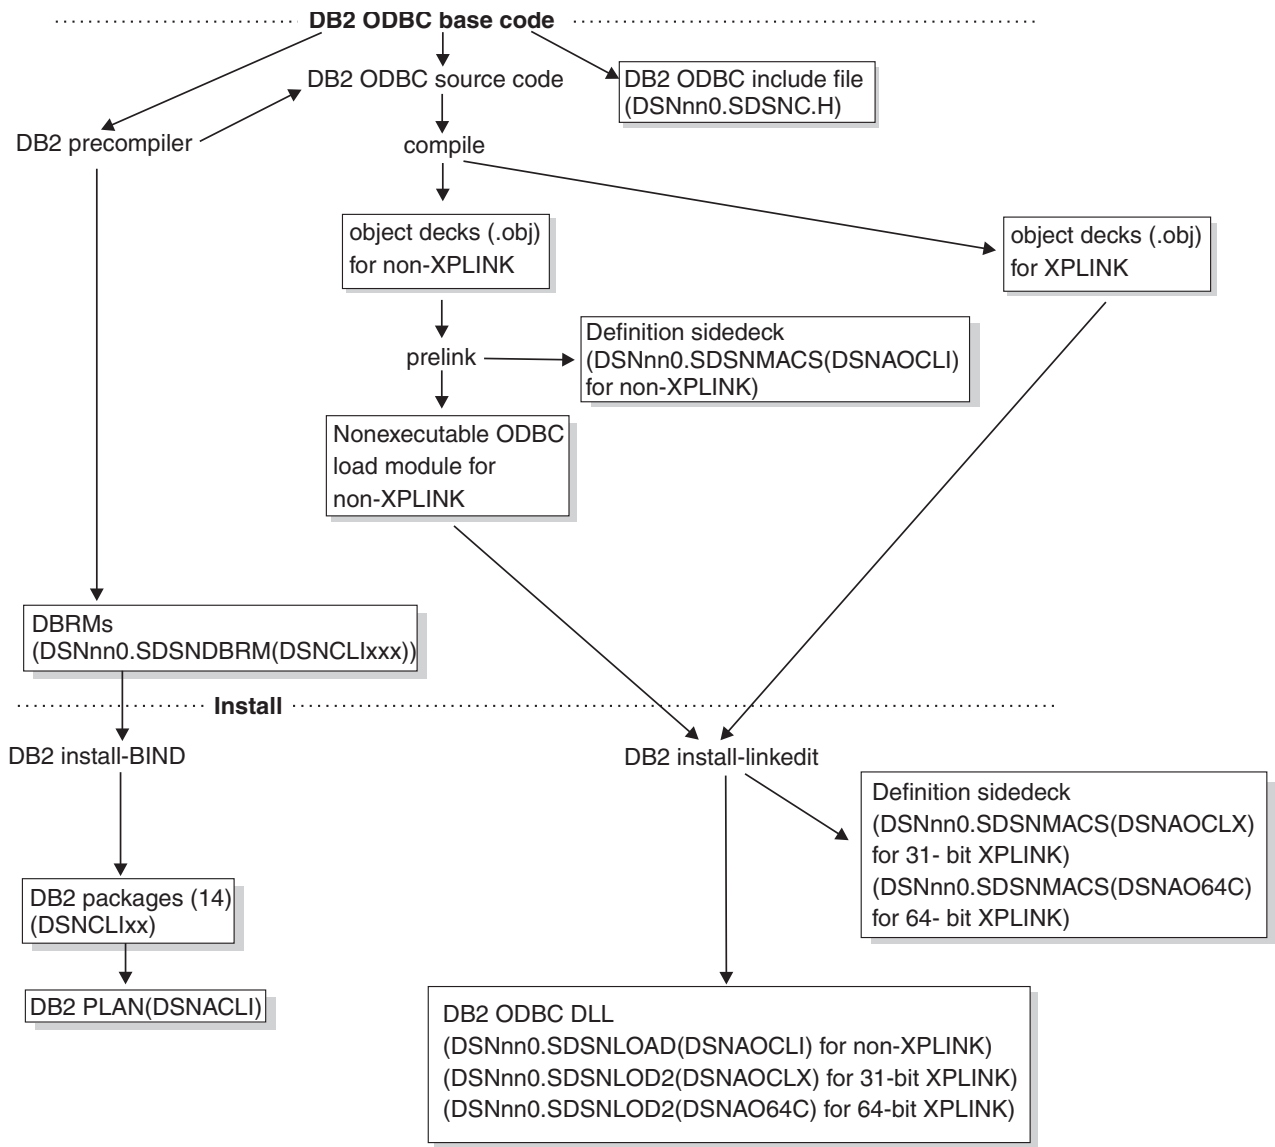 DB2 ODBC base code
DB2 ODBC source code
DB2 ODBC include file
(DSNnn0.SDSNC.H)
DB2 precompiler
compile
object decks (.obj)
for non-XPLINK
object decks (.obj)
for XPLINK
prelink
Definition sidedeck
(DSNnn0.SDSNMACS(DSNAOCLI)
for non-XPLINK)
Nonexecutable ODBC
load module for
non-XPLINK
DBRMs
(DSNnn0.SDSNDBRM(DSNCLIxxx))
Install
DB2 install-BIND
DB2 install-linkedit
Definition sidedeck
(DSNnn0.SDSNMACS(DSNAOCLX)
for 31- bit XPLINK)
(DSNnn0.SDSNMACS(DSNAO64C)
for 64- bit XPLINK)
DB2 packages (14)
(DSNCLIxx)
DB2 PLAN(DSNACLI)
DB2 ODBC DLL
(DSNnn0.SDSNLOAD(DSNAOCLI) for non-XPLINK)
(DSNnn0.SDSNLOD2(DSNAOCLX) for 31-bit XPLINK)
(DSNnn0.SDSNLOD2(DSNAO64C) for 64-bit XPLINK)